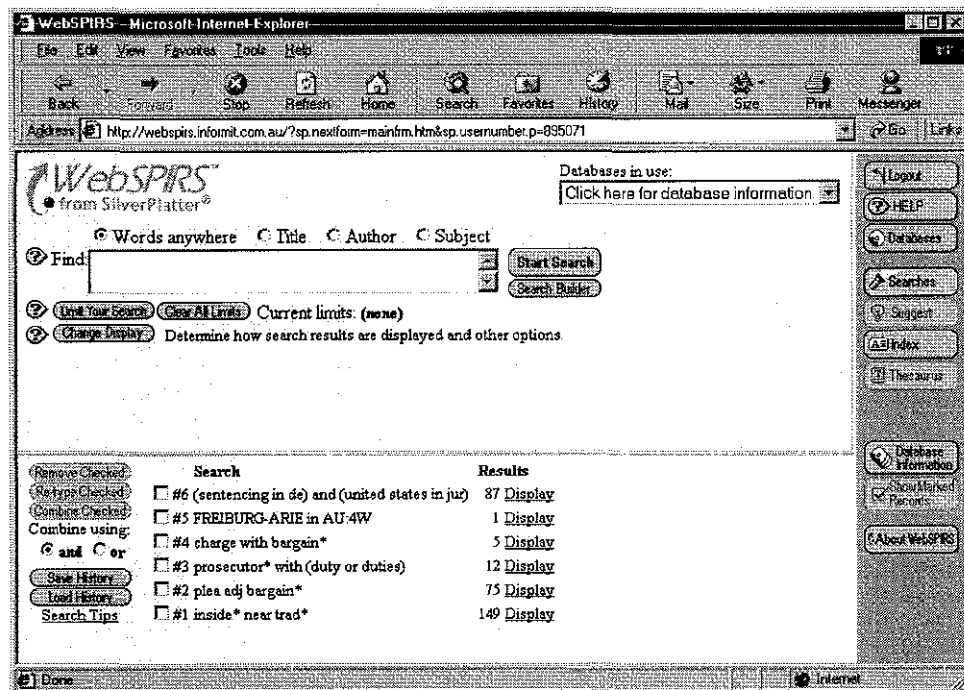 WebSPIRS - Microsoft Internet Explorer
File Edit View Favorites Tools Help
Back Forward Stop Refresh Home Search Favorites History Mail Size Print Messenger
Address http://webspirs.informit.com.au/?sp.nextform=mainfrm.htm&sp.usernumber.p=895071 Go Links
WebSPIRS™
from SilverPlatter®
Databases in use:
Click here for database information.
Words anywhere Title Author Subject
Find:
Start Search
Search Builder
Limit Your Search Clear All Limits Current limits: (none)
Change Display Determine how search results are displayed and other options.
Logout
HELP
Databases
Searches
Suggest
Index
Thesaurus
Database Information
Show Marked Records
About WebSPIRS
Remove Checked
Re-type Checked
Combine Checked
Combine using:
and or
Save History
Load History
Search Tips
Search Results
#6 (sentencing in de) and (united states in jur) 87 Display
#5 FREIBURG-ARIE in AU:4W 1 Display
#4 charge with bargain* 5 Display
#3 prosecutor* with (duty or duties) 12 Display
#2 plea adj bargain* 75 Display
#1 inside* near trad* 149 Display
Done Internet